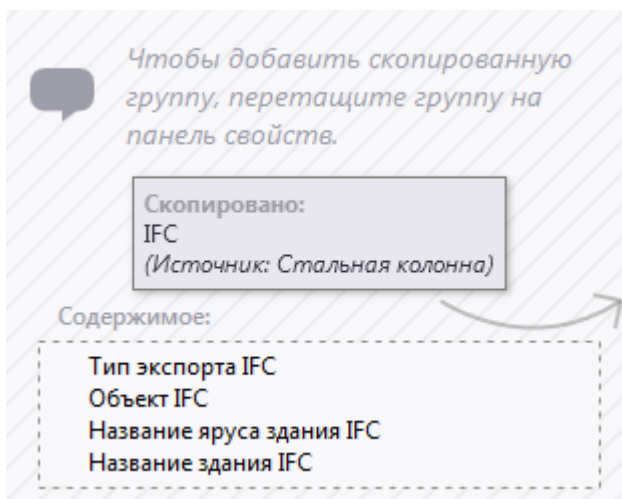 Чтобы добавить скопированную
группу, перетащите группу на
панель свойств.
Скопировано:
IFC
(Источник: Стальная колонна)
Содержимое:
Тип экспорта IFC
Объект IFC
Название яруса здания IFC
Название здания IFC